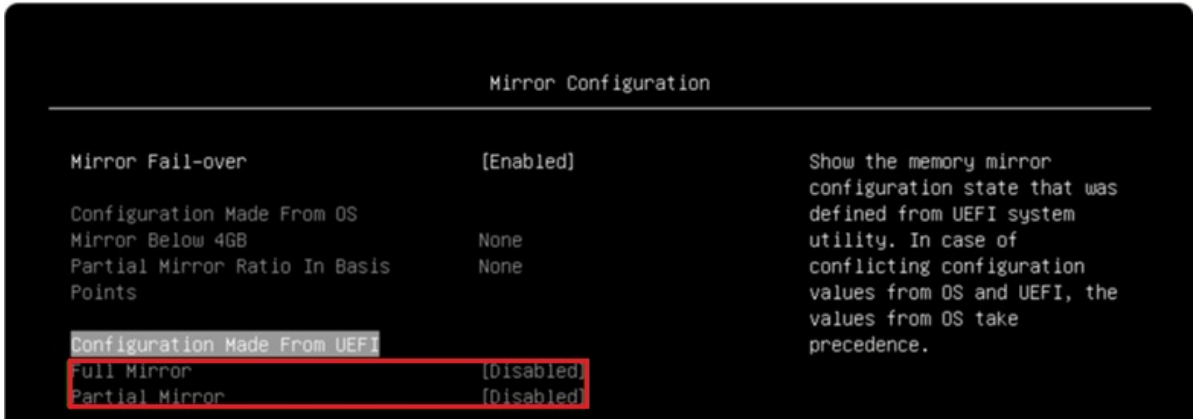 Mirror Configuration
Mirror Fail-over [Enabled]
Configuration Made From OS
Mirror Below 4GB None
Partial Mirror Ratio In Basis None
Points
Configuration Made From UEFI
Full Mirror [Disabled]
Partial Mirror [Disabled]
Show the memory mirror
configuration state that was
defined from UEFI system
utility. In case of
conflicting configuration
values from OS and UEFI, the
values from OS take
precedence.